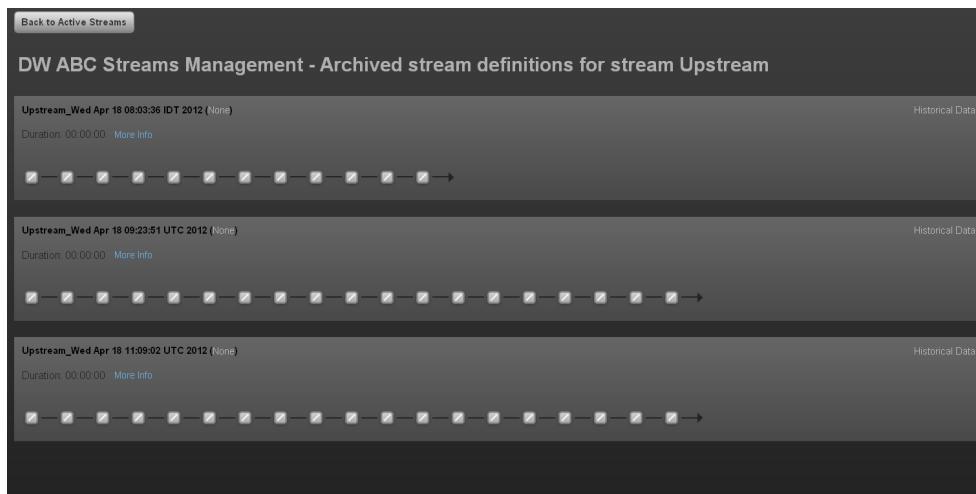 Back to Active Streams
DW ABC Streams Management - Archived stream definitions for stream Upstream
Upstream_Wed Apr 18 08:03:36 IDT 2012 (None)
Historical Data
Duration: 00:00:00 More Info
Upstream_Wed Apr 18 09:23:51 UTC 2012 (None)
Historical Data
Duration: 00:00:00 More Info
Upstream_Wed Apr 18 11:09:02 UTC 2012 (None)
Historical Data
Duration: 00:00:00 More Info